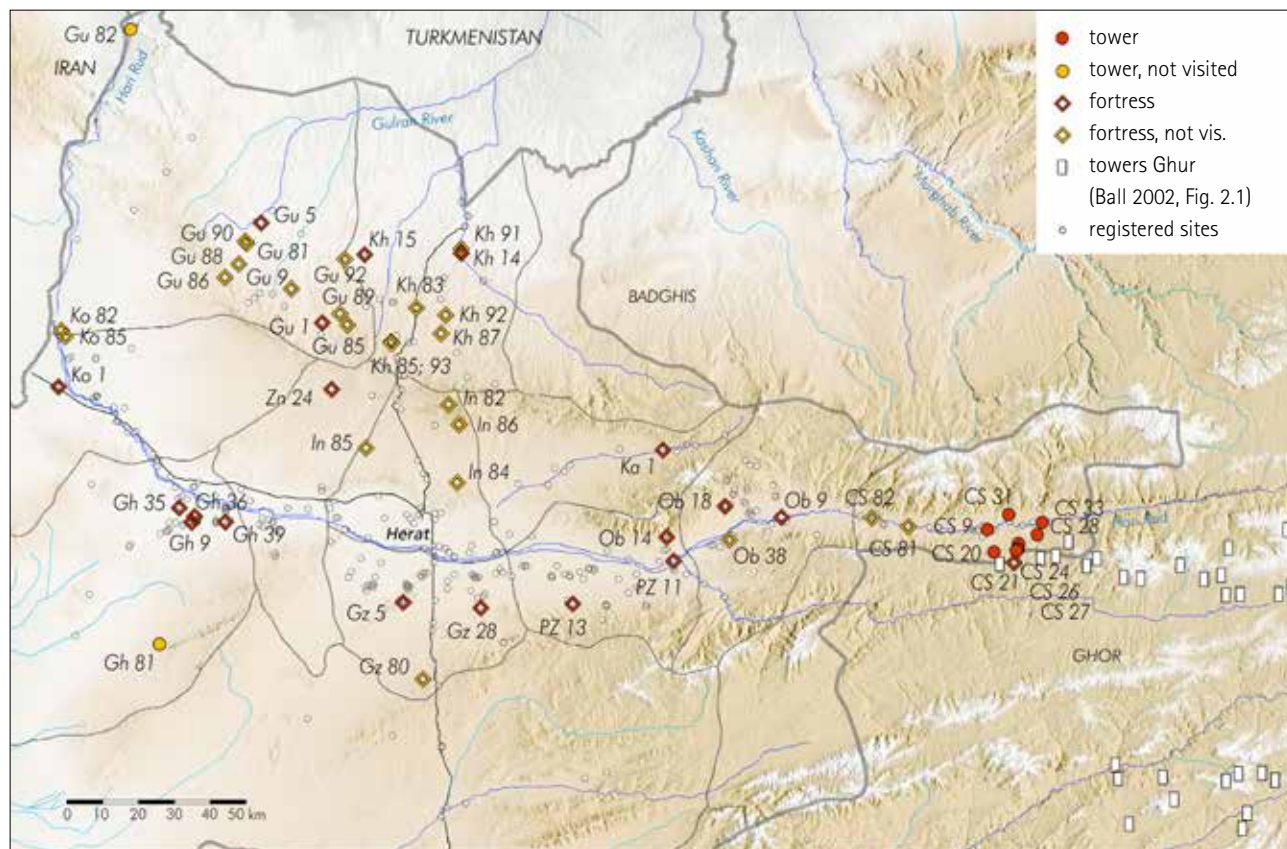 Gu 82
TURKMENISTAN
IRAN
Hari Rud
Gulran River
Kashan River
Murghab River
tower
tower, not visited
fortress
fortress, not vis.
towers Ghur
(Ball 2002, Fig. 2.1)
registered sites
Gu 5
Gu 90
Gu 81
Gu 88
Gu 86
Gu 9
Gu 92
Kh 15
Kh 91
Kh 14
Kh 83
Gu 89
Kh 92
Kh 87
BADGHIS
Ko 82
Ko 85
Gu 1
Gu 85
Kh 85; 93
Ko 1
Zn 24
In 82
In 86
In 85
In 84
Ka 1
Gh 35
Gh 36
Gh 9
Gh 39
Herat
Ob 18
Ob 9
Ob 14
Ob 38
CS 82
CS 81
CS 31
CS 9
CS 33
CS 28
Hari Rud
CS 20
CS 21
CS 24
CS 26
CS 27
PZ 11
Gz 5
Gz 28
PZ 13
Gh 81
Gz 80
GHOR
0 10 20 30 40 50 km